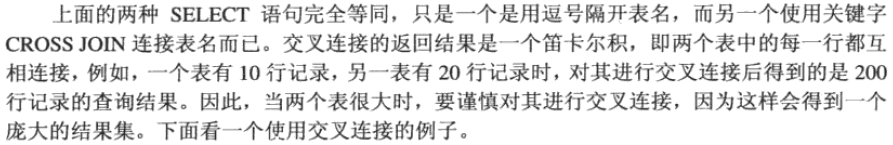 上面的两种 SELECT 语句完全等同，只是一个是用逗号隔开表名，而另一个使用关键字
CROSS JOIN 连接表名而已。交叉连接的返回结果是一个笛卡尔积，即两个表中的每一行都互
相连接，例如，一个表有 10 行记录，另一表有 20 行记录时，对其进行交叉连接后得到的是 200
行记录的查询结果。因此，当两个表很大时，要谨慎对其进行交叉连接，因为这样会得到一个
庞大的结果集。下面看一个使用交叉连接的例子。